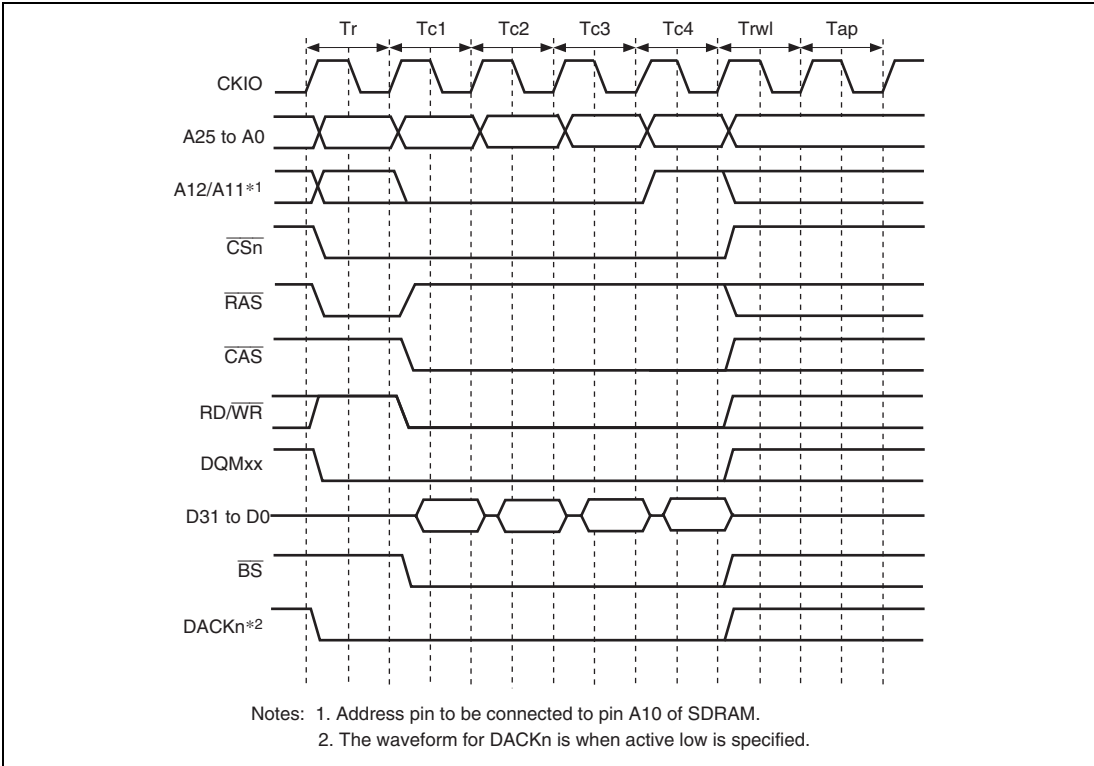 Tr Tc1 Tc2 Tc3 Tc4 Trwl Tap
CKIO
A25 to A0
A12/A11*1
CSn
RAS
CAS
RD/WR
DQMxx
D31 to D0
BS
DACKn*2
Notes: 1. Address pin to be connected to pin A10 of SDRAM.
2. The waveform for DACKn is when active low is specified.